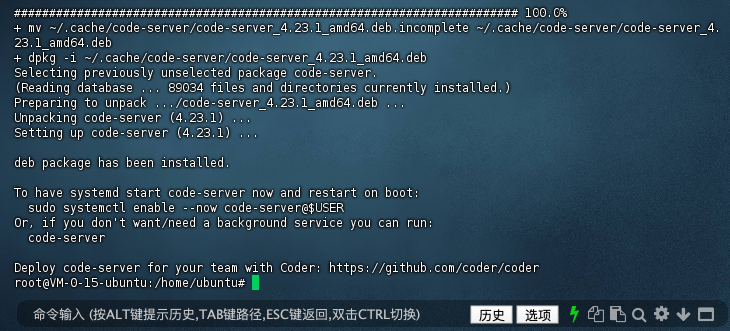 ######################################################################## 100.0%
+ mv ~/.cache/code-server/code-server_4.23.1_amd64.deb.incomplete ~/.cache/code-server/code-server_4.
23.1_amd64.deb
+ dpkg -i ~/.cache/code-server/code-server_4.23.1_amd64.deb
Selecting previously unselected package code-server.
(Reading database ... 89034 files and directories currently installed.)
Preparing to unpack .../code-server_4.23.1_amd64.deb ...
Unpacking code-server (4.23.1) ...
Setting up code-server (4.23.1) ...
deb package has been installed.
To have systemd start code-server now and restart on boot:
sudo systemctl enable --now code-server@$USER
Or, if you don't want/need a background service you can run:
code-server
Deploy code-server for your team with Coder: https://github.com/coder/coder
root@VM-0-15-ubuntu:/home/ubuntu#
命令输入 (按ALT键提示历史,TAB键路径,ESC键返回,双击CTRL切换) 历史 选项